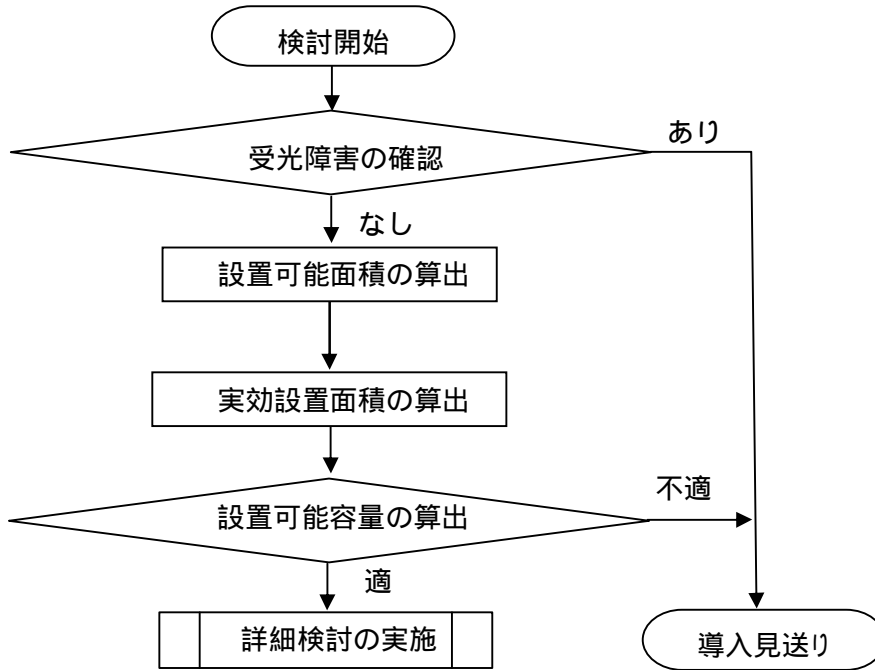 検討開始
あり
受光障害の確認
なし
設置可能面積の算出
実効設置面積の算出
不適
設置可能容量の算出
適
詳細検討の実施
導入見送り